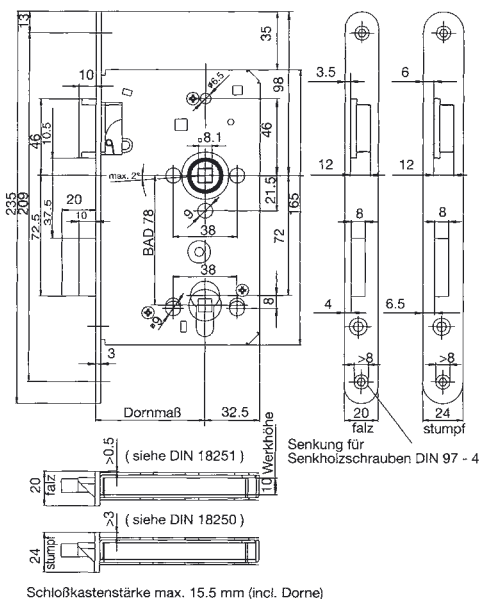 13
35
98
10
ø6.5
3.5
6
46
10.5
8.1
46
12
12
max. 2°
235
209
72.5
37.5
20
10
BAD 78
9
38
21.5
165
72
8
8
38
ø9
8
4
6.5
3
>8
>8
Dornmaß
32.5
20
falz
24
stumpf
Senkung für
Senkholzschrauben DIN 97 - 4
20
falz
>0.5
( siehe DIN 18251 )
10 Werkhöhe
24
stumpf
>3
( siehe DIN 18250 )
Schloßkastenstärke max. 15.5 mm (incl. Dorne)